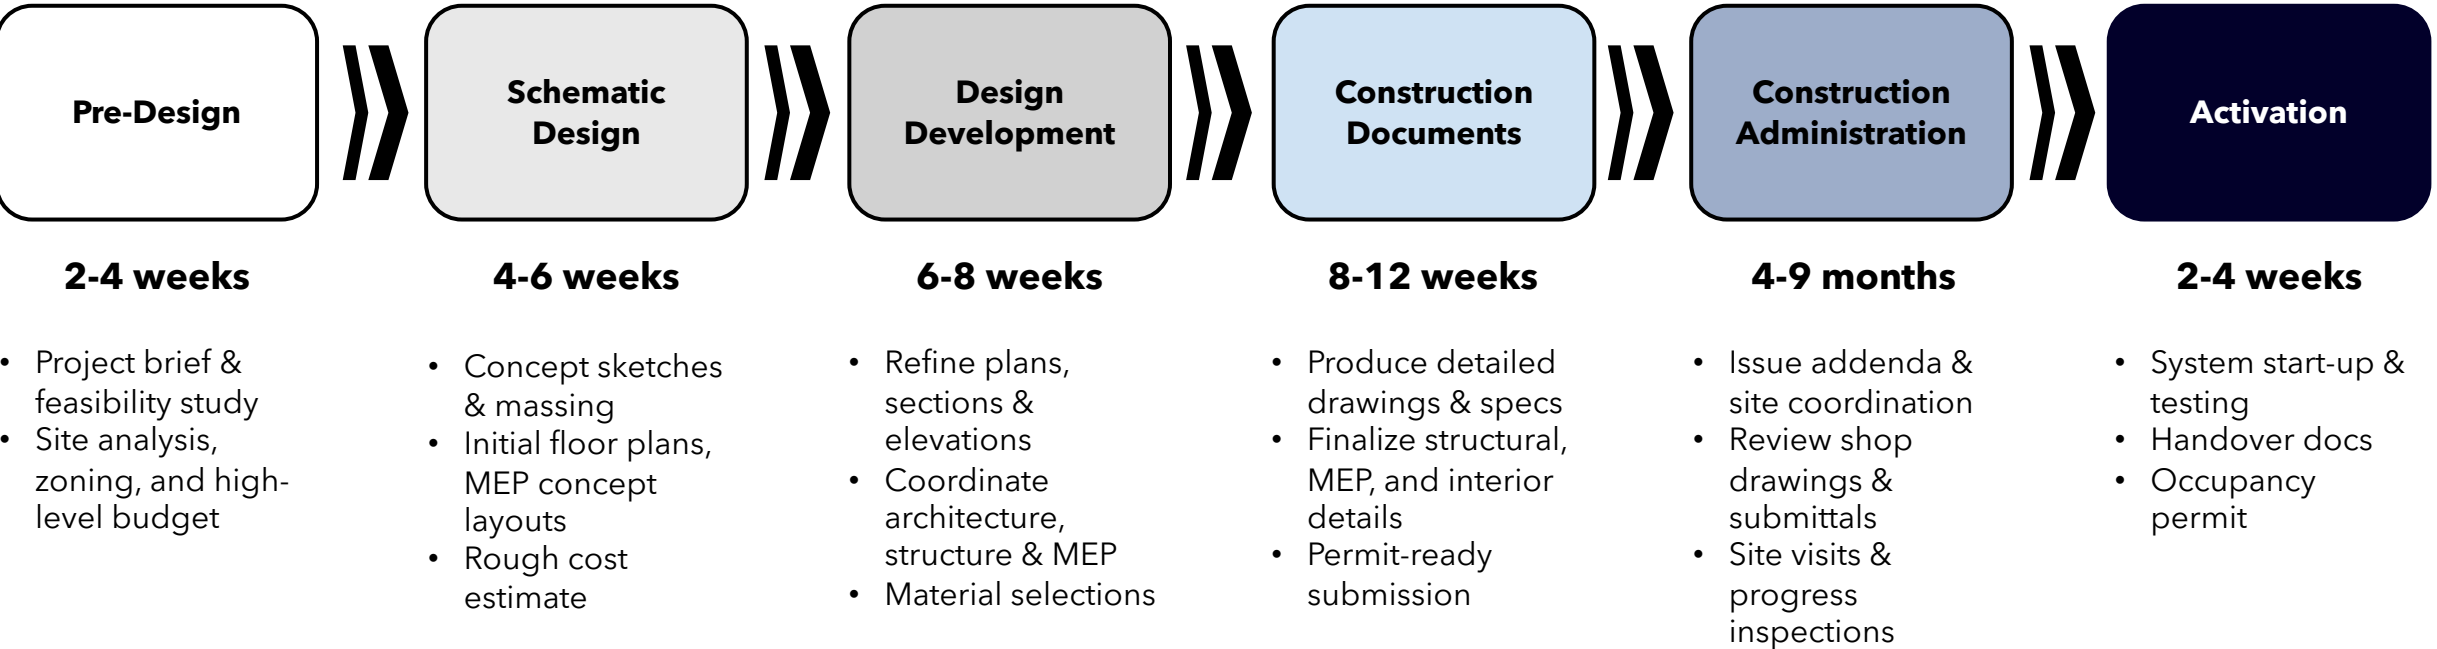 Pre-Design
Schematic
Design
Design
Development
Construction
Documents
Construction
Administration
Activation
2-4 weeks
4-6 weeks
6-8 weeks
8-12 weeks
4-9 months
2-4 weeks
• Project brief &
feasibility study
• Site analysis,
zoning, and high-
level budget
• Concept sketches
& massing
• Initial floor plans,
MEP concept
layouts
• Rough cost
estimate
• Refine plans,
sections &
elevations
• Coordinate
architecture,
structure & MEP
• Material selections
• Produce detailed
drawings & specs
• Finalize structural,
MEP, and interior
details
• Permit-ready
submission
• Issue addenda &
site coordination
• Review shop
drawings &
submittals
• Site visits &
progress
inspections
• System start-up &
testing
• Handover docs
• Occupancy
permit